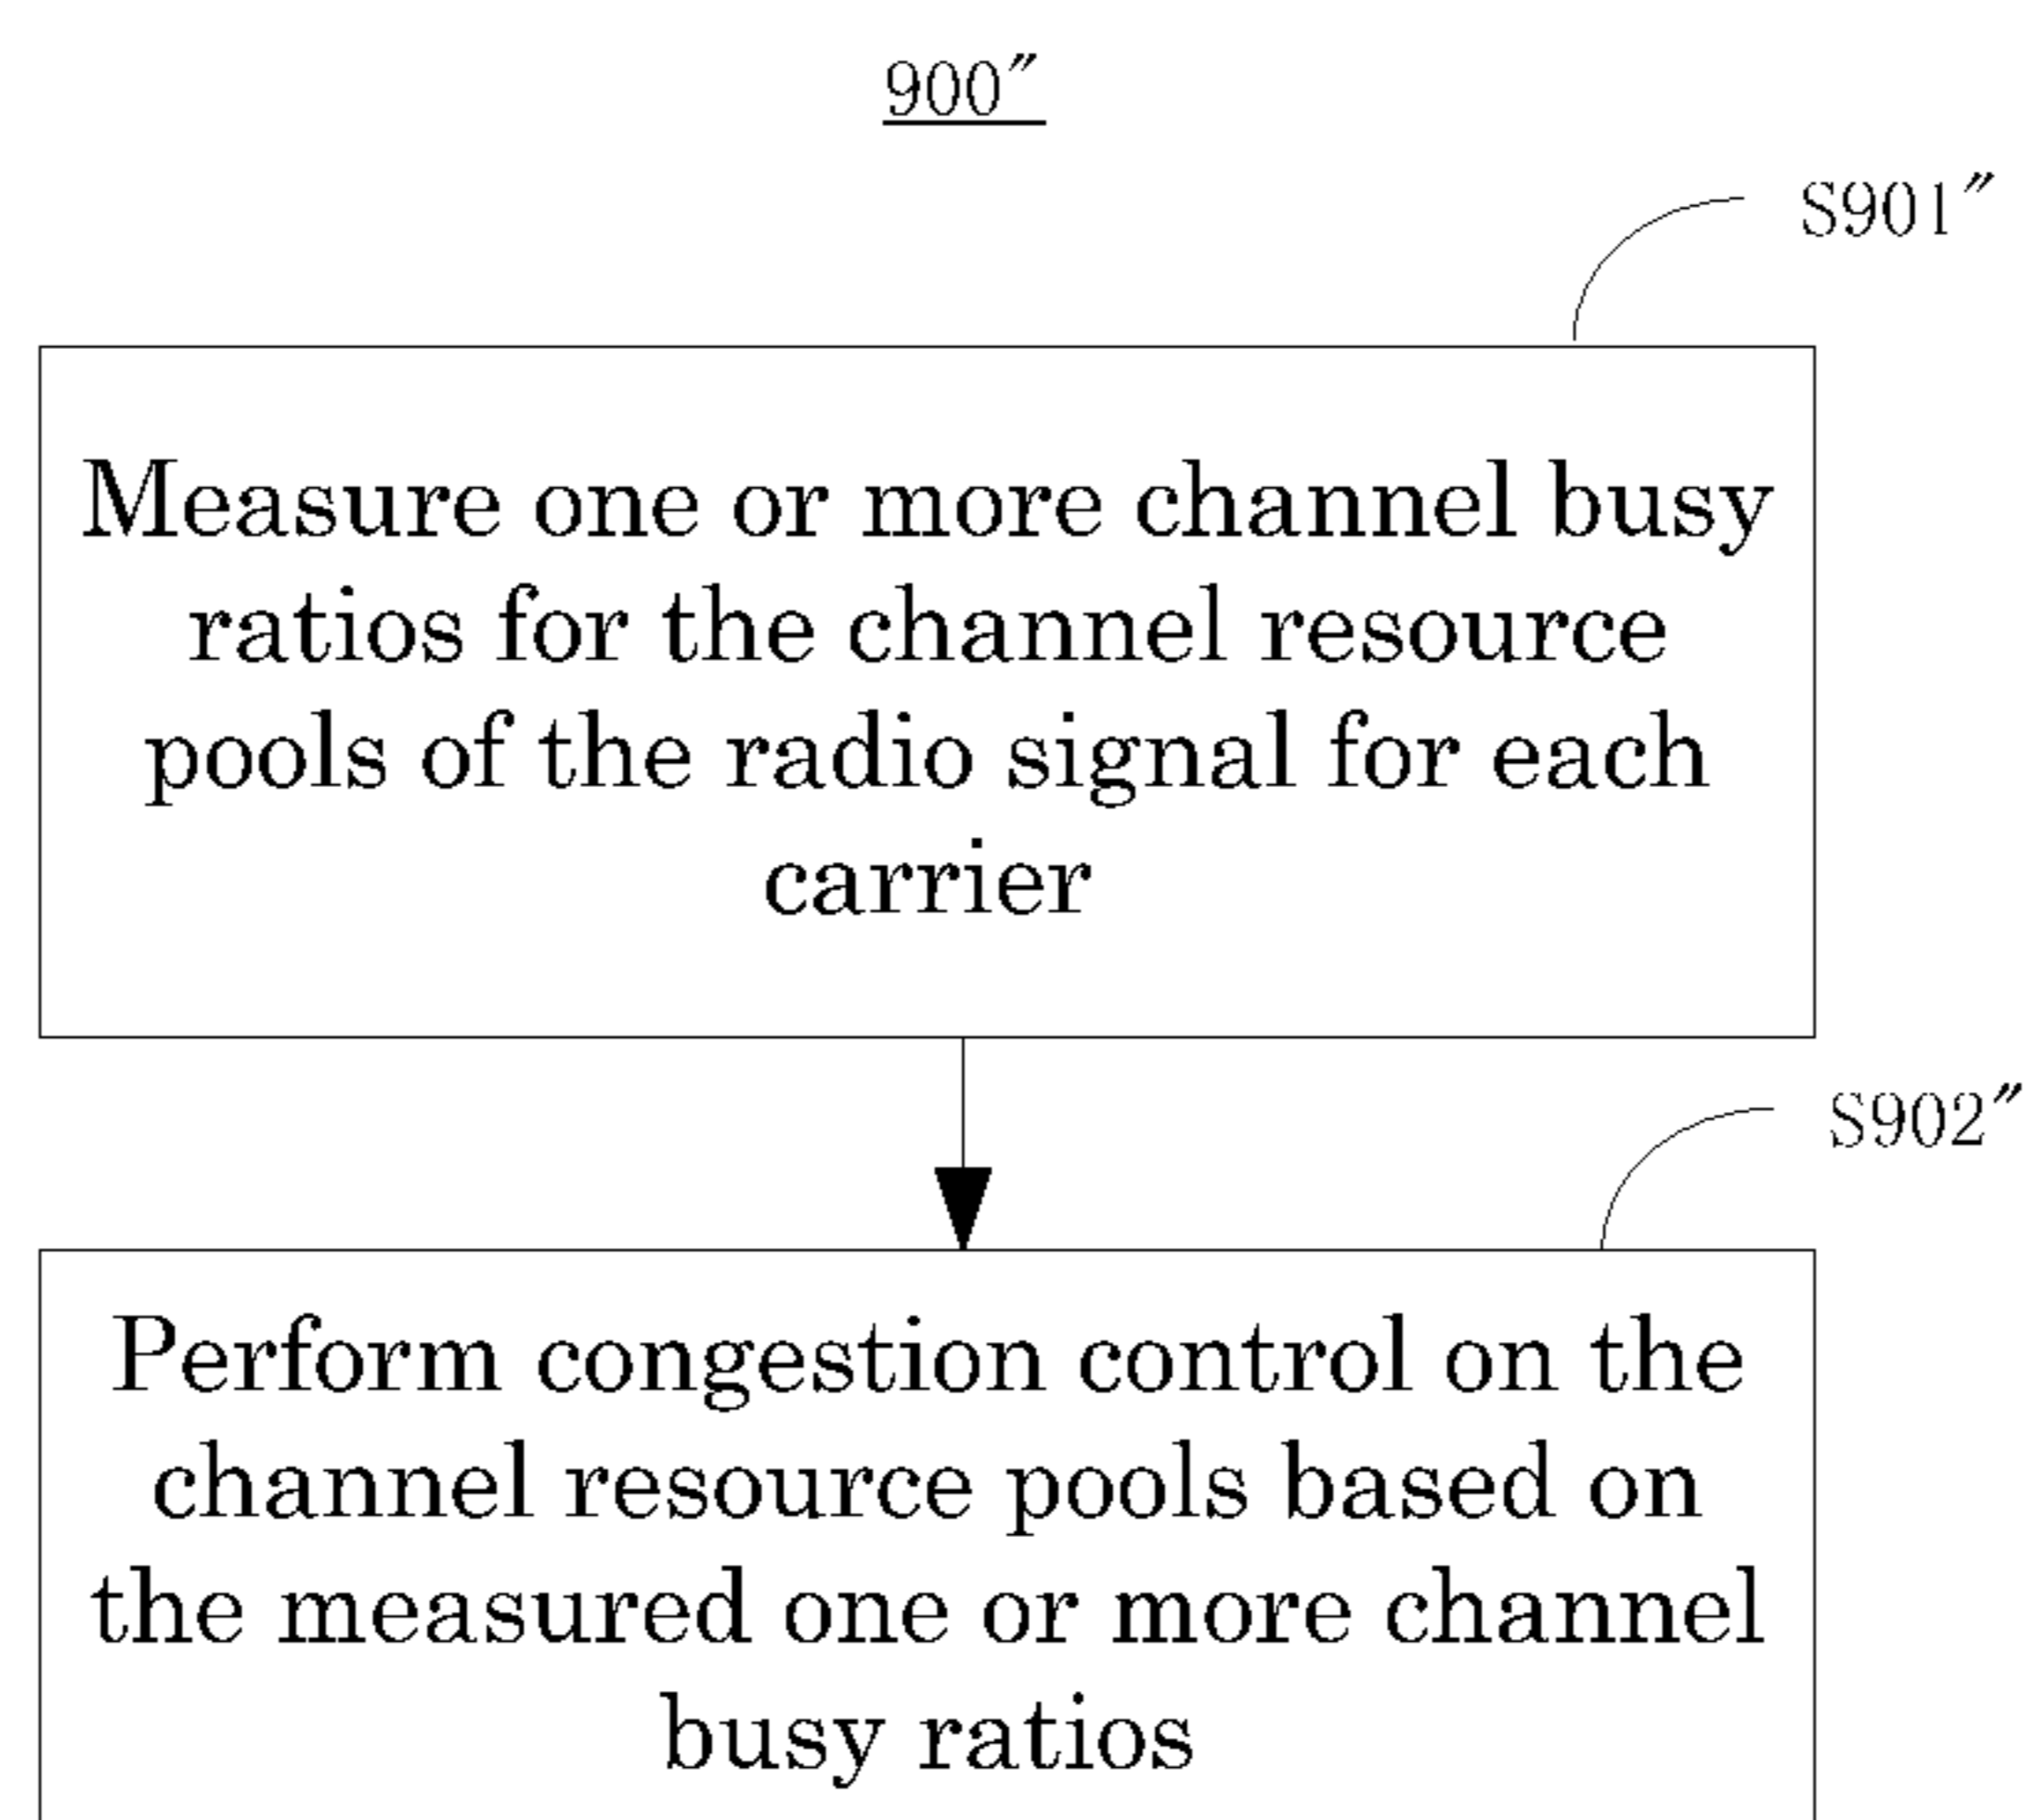 900″
S901″
Measure one or more channel busy
ratios for the channel resource
pools of the radio signal for each
carrier
S902″
Perform congestion control on the
channel resource pools based on
the measured one or more channel
busy ratios